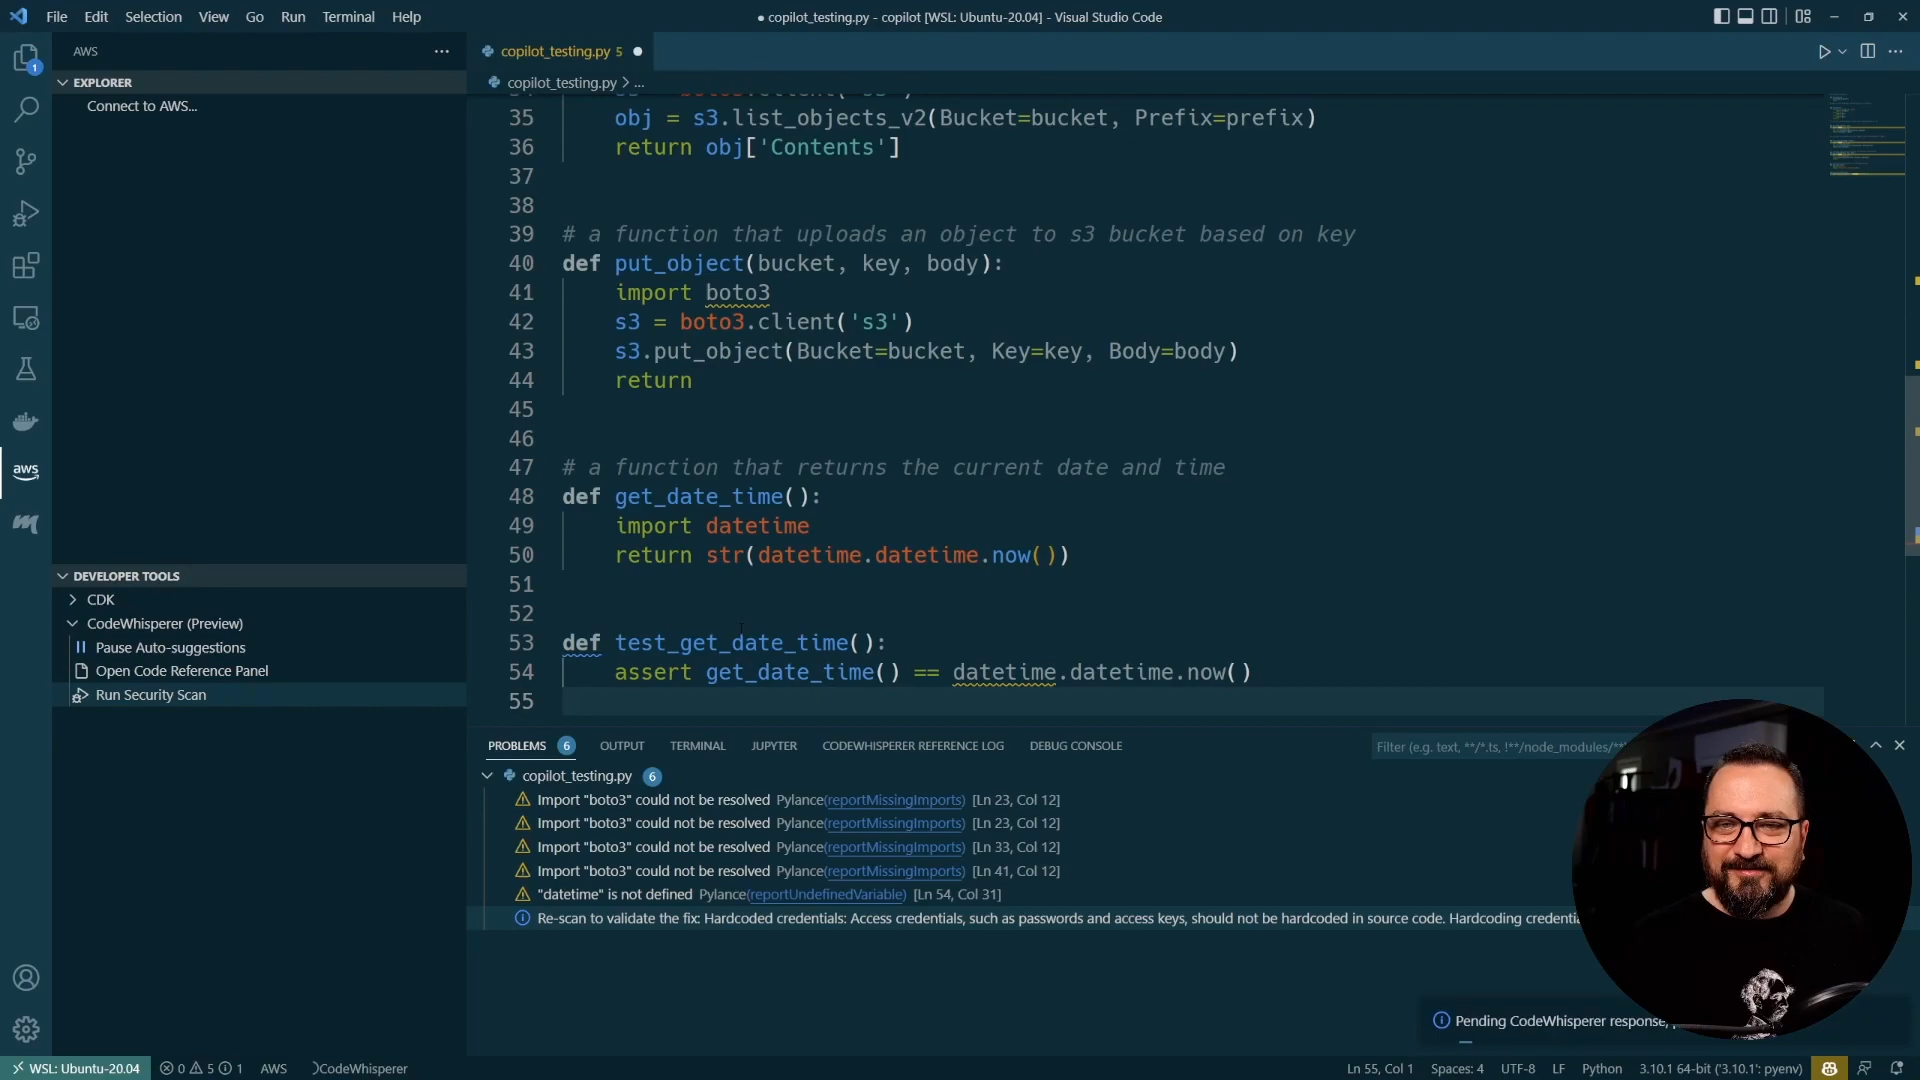 File Edit Selection View Go Run Terminal Help
● copilot_testing.py - copilot [WSL: Ubuntu-20.04] - Visual Studio Code
1
AWS
EXPLORER
Connect to AWS...
DEVELOPER TOOLS
CDK
CodeWhisperer (Preview)
Pause Auto-suggestions
Open Code Reference Panel
Run Security Scan
aws
copilot_testing.py 5
copilot_testing.py > ...
35 obj = s3.list_objects_v2(Bucket=bucket, Prefix=prefix)
36 return obj['Contents']
37
38
39 # a function that uploads an object to s3 bucket based on key
40 def put_object(bucket, key, body):
41 import boto3
42 s3 = boto3.client('s3')
43 s3.put_object(Bucket=bucket, Key=key, Body=body)
44 return
45
46
47 # a function that returns the current date and time
48 def get_date_time():
49 import datetime
50 return str(datetime.datetime.now())
51
52
53 def test_get_date_time():
54 assert get_date_time() == datetime.datetime.now()
55
PROBLEMS 6 OUTPUT TERMINAL JUPYTER CODEWHISPERER REFERENCE LOG DEBUG CONSOLE
Filter (e.g. text, **/*.ts, !**/node_modules/**
copilot_testing.py 6
Import "boto3" could not be resolved Pylance(reportMissingImports) [Ln 23, Col 12]
Import "boto3" could not be resolved Pylance(reportMissingImports) [Ln 23, Col 12]
Import "boto3" could not be resolved Pylance(reportMissingImports) [Ln 33, Col 12]
Import "boto3" could not be resolved Pylance(reportMissingImports) [Ln 41, Col 12]
"datetime" is not defined Pylance(reportUndefinedVariable) [Ln 54, Col 31]
Re-scan to validate the fix: Hardcoded credentials: Access credentials, such as passwords and access keys, should not be hardcoded in source code. Hardcoding
Pending CodeWhisperer response,
WSL: Ubuntu-20.04 0 5 1 AWS CodeWhisperer
Ln 55, Col 1 Spaces: 4 UTF-8 LF Python 3.10.1 64-bit ('3.10.1': pyenv)